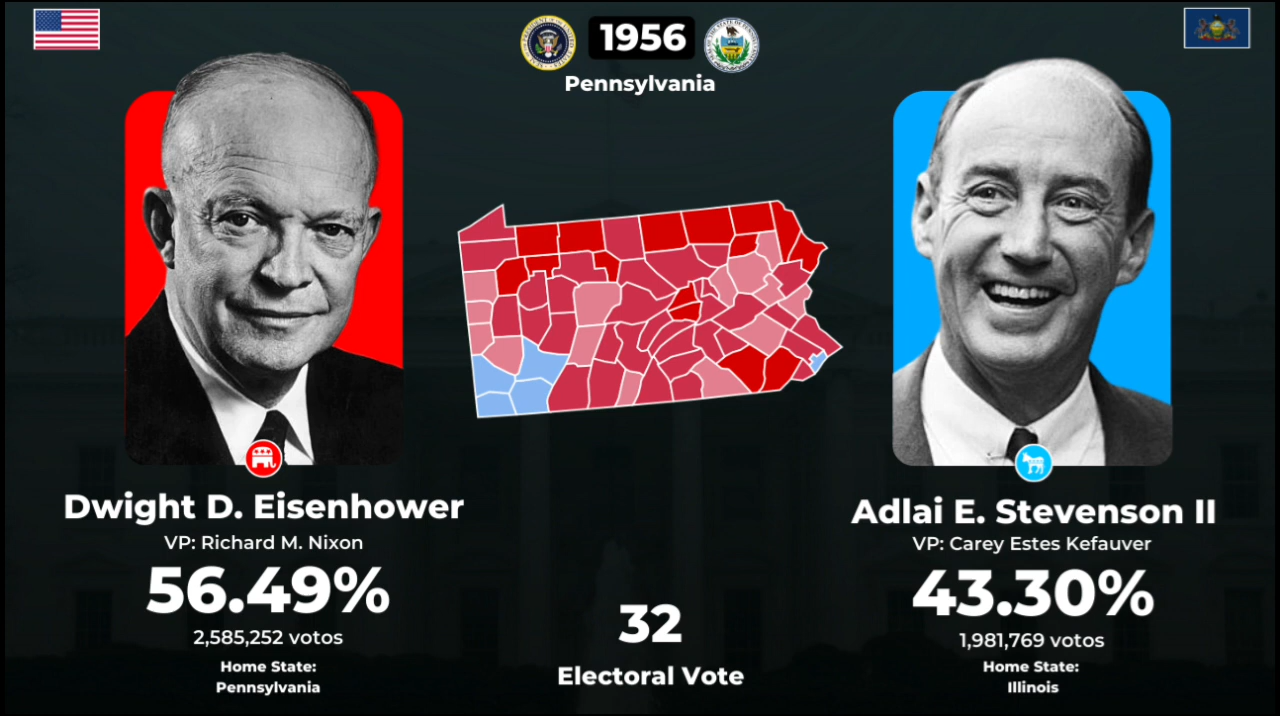 1956
Pennsylvania
Dwight D. Eisenhower
VP: Richard M. Nixon
56.49%
2,585,252 votos
Home State:
Pennsylvania
32
Electoral Vote
Adlai E. Stevenson II
VP: Carey Estes Kefauver
43.30%
1,981,769 votos
Home State:
Illinois